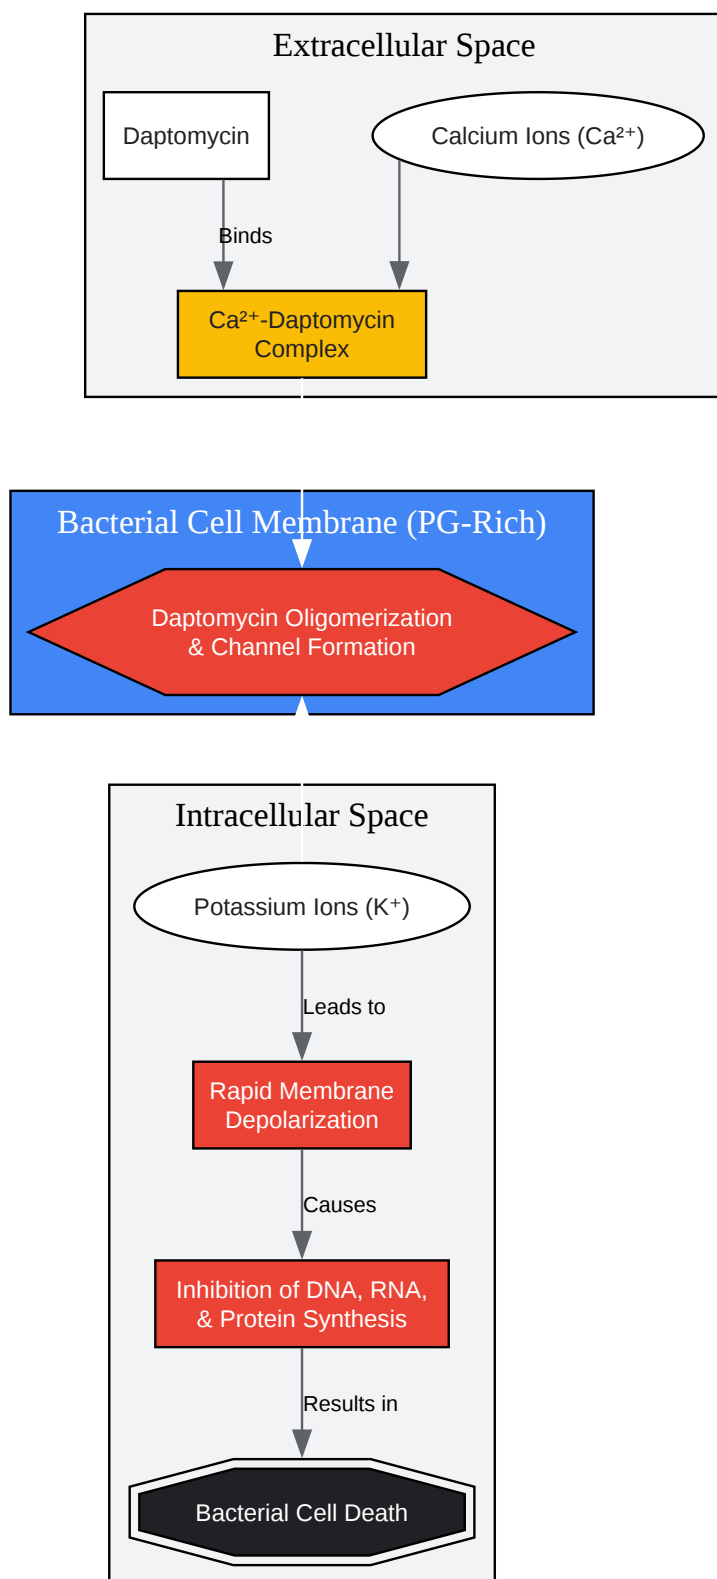 Extracellular Space
Daptomycin
Calcium Ions (Ca²⁺)
Binds
Ca²⁺-Daptomycin
Complex
Bacterial Cell Membrane (PG-Rich)
Daptomycin Oligomerization
& Channel Formation
Intracellular Space
Potassium Ions (K⁺)
Leads to
Rapid Membrane
Depolarization
Causes
Inhibition of DNA, RNA,
& Protein Synthesis
Results in
Bacterial Cell Death